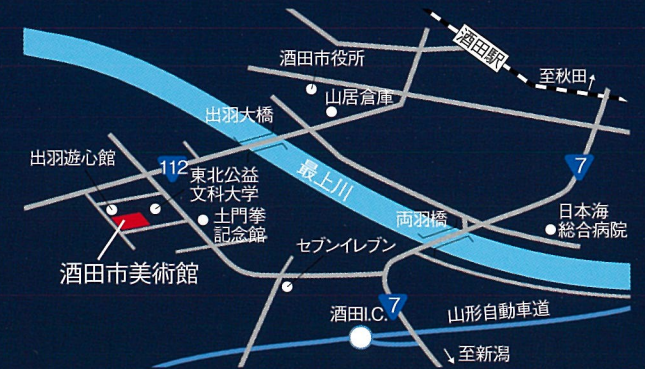 酒田駅
酒田市役所
至秋田↑
山居倉庫
出羽大橋
出羽遊心館
112
東北公益
文科大学
最上川
7
土門拳
記念館
両羽橋
日本海
総合病院
セブンイレブン
酒田市美術館
7
酒田I.C.
山形自動車道
↘至新潟